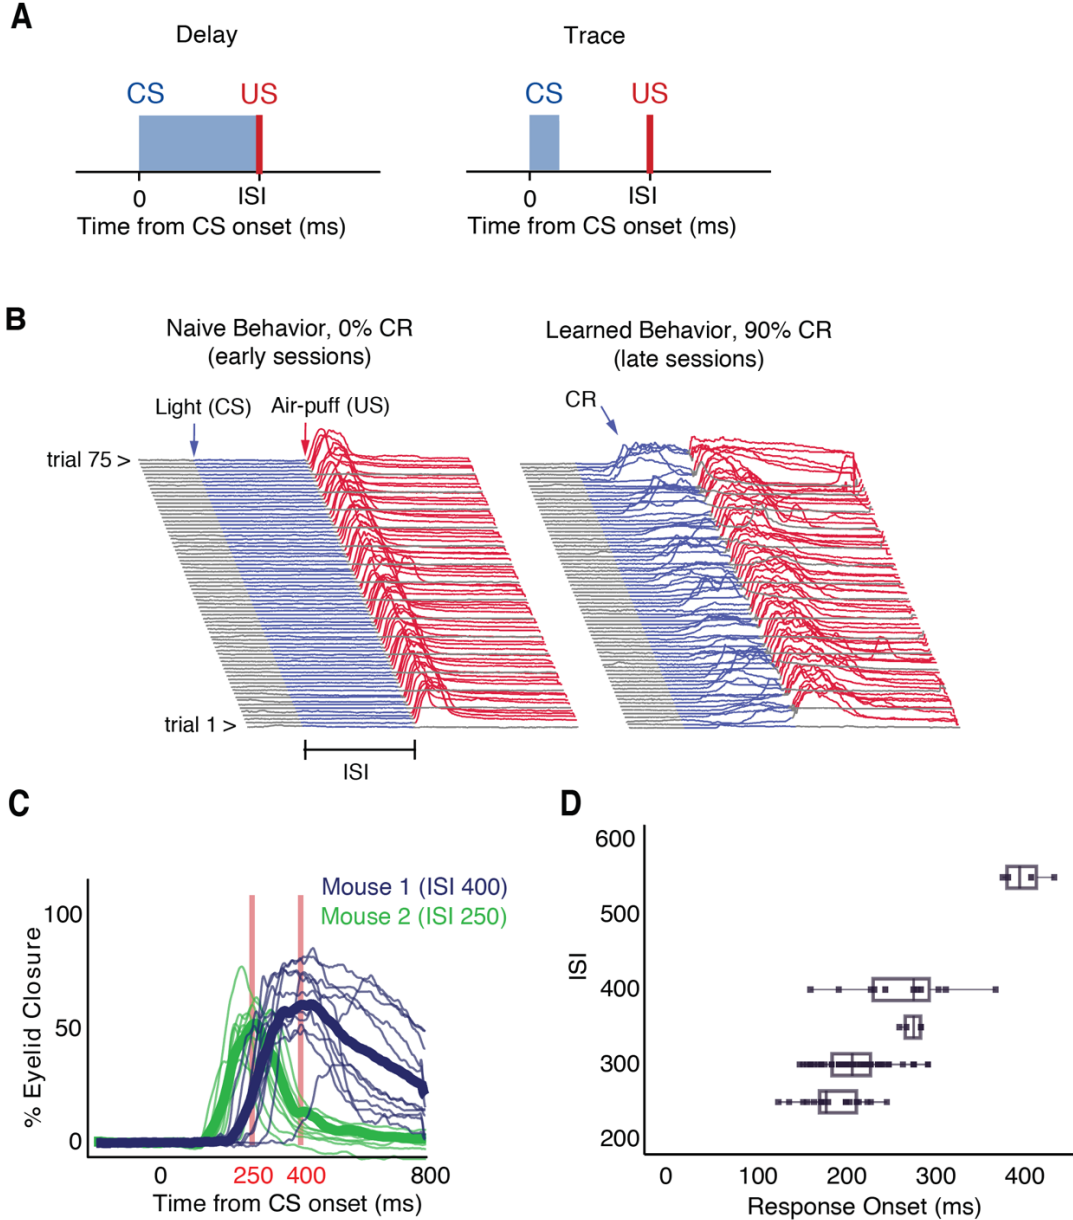 A
Delay
Trace
CS
US
CS
US
0
ISI
0
ISI
Time from CS onset (ms)
Time from CS onset (ms)
B
Naive Behavior, 0% CR
(early sessions)
Learned Behavior, 90% CR
(late sessions)
Light (CS)
Air-puff (US)
CR
trial 75 >
trial 1 >
ISI
C
Mouse 1 (ISI 400)
Mouse 2 (ISI 250)
% Eyelid Closure
100
50
0
0
250
400
800
Time from CS onset (ms)
D
ISI
600
500
400
300
200
0
100
200
300
400
Response Onset (ms)